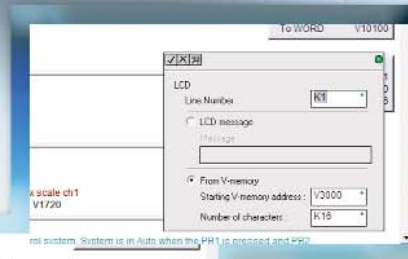 To WORD V10100
LCD
Line Number K1
LCD message
Message
From V-memory
Starting V-memory address : V3000
Number of characters : K16
x scale ch1
V1720
rol system. System is in Auto when the PB1 is pressed and PB2